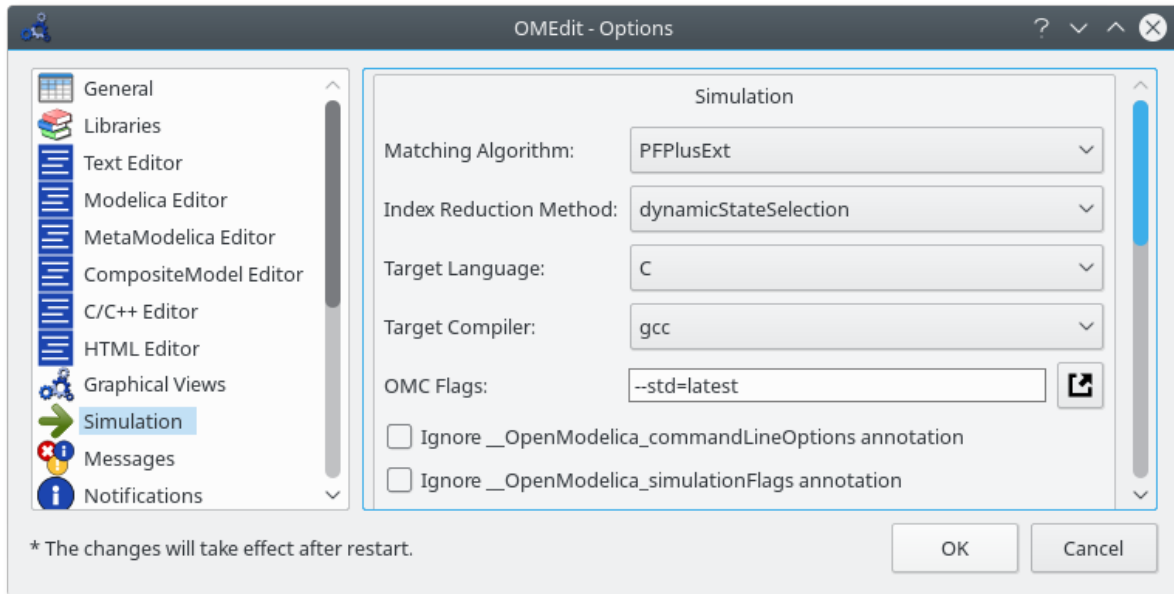 OMEdit - Options
General
Libraries
Text Editor
Modelica Editor
MetaModelica Editor
CompositeModel Editor
C/C++ Editor
HTML Editor
Graphical Views
Simulation
Messages
Notifications
Simulation
Matching Algorithm: PFPlusExt
Index Reduction Method: dynamicStateSelection
Target Language: C
Target Compiler: gcc
OMC Flags: --std=latest
Ignore __OpenModelica_commandLineOptions annotation
Ignore __OpenModelica_simulationFlags annotation
* The changes will take effect after restart.
OK Cancel